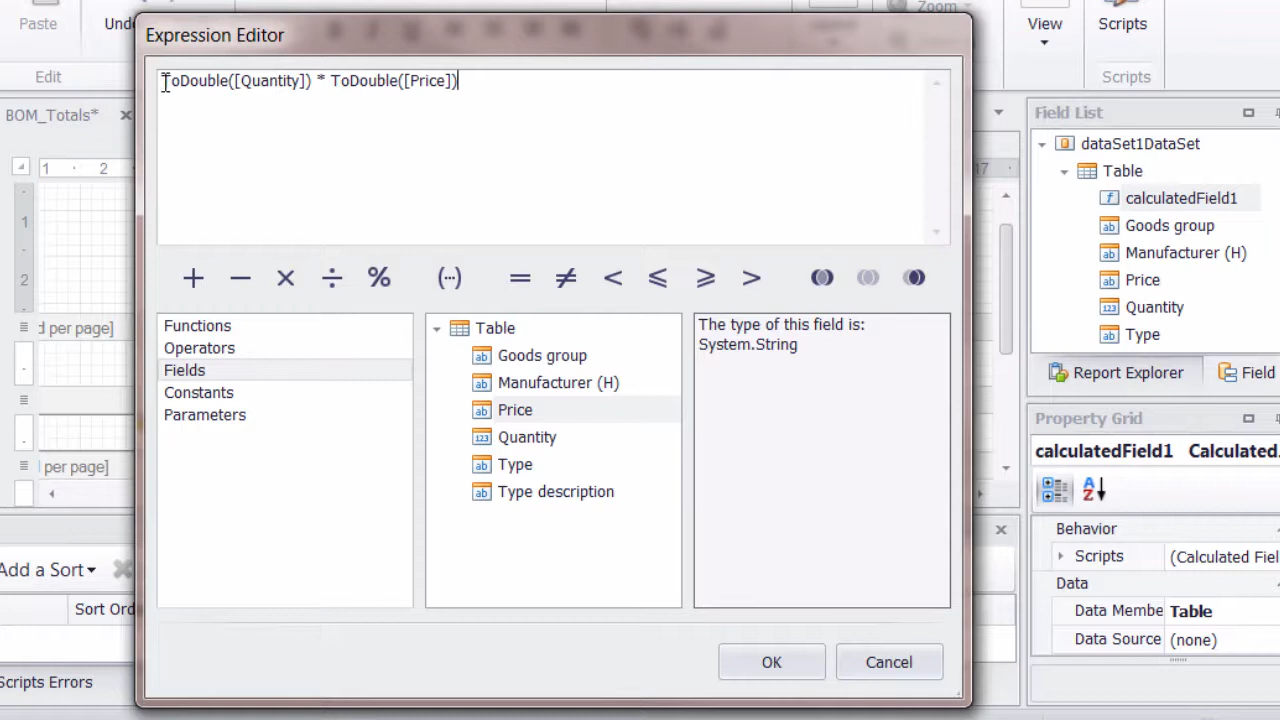 Paste
Undo
Edit
Zoom
View
Scripts
Scripts
Expression Editor
ToDouble([Quantity]) * ToDouble([Price])
+ − × ÷ % (··) = ≠ < ⩽ ⩾ >
Functions
Operators
Fields
Constants
Parameters
Table
Goods group
Manufacturer (H)
Price
Quantity
Type
Type description
The type of this field is:
System.String
OK
Cancel
BOM_Totals*
1 2
17
1
2
d per page]
per page]
Add a Sort
Sort Ord
Scripts Errors
Field List
dataSet1DataSet
Table
calculatedField1
Goods group
Manufacturer (H)
Price
Quantity
Type
Report Explorer
Field
Property Grid
calculatedField1 Calculated.
Behavior
Scripts (Calculated Fiel
Data
Data Membe Table
Data Source (none)